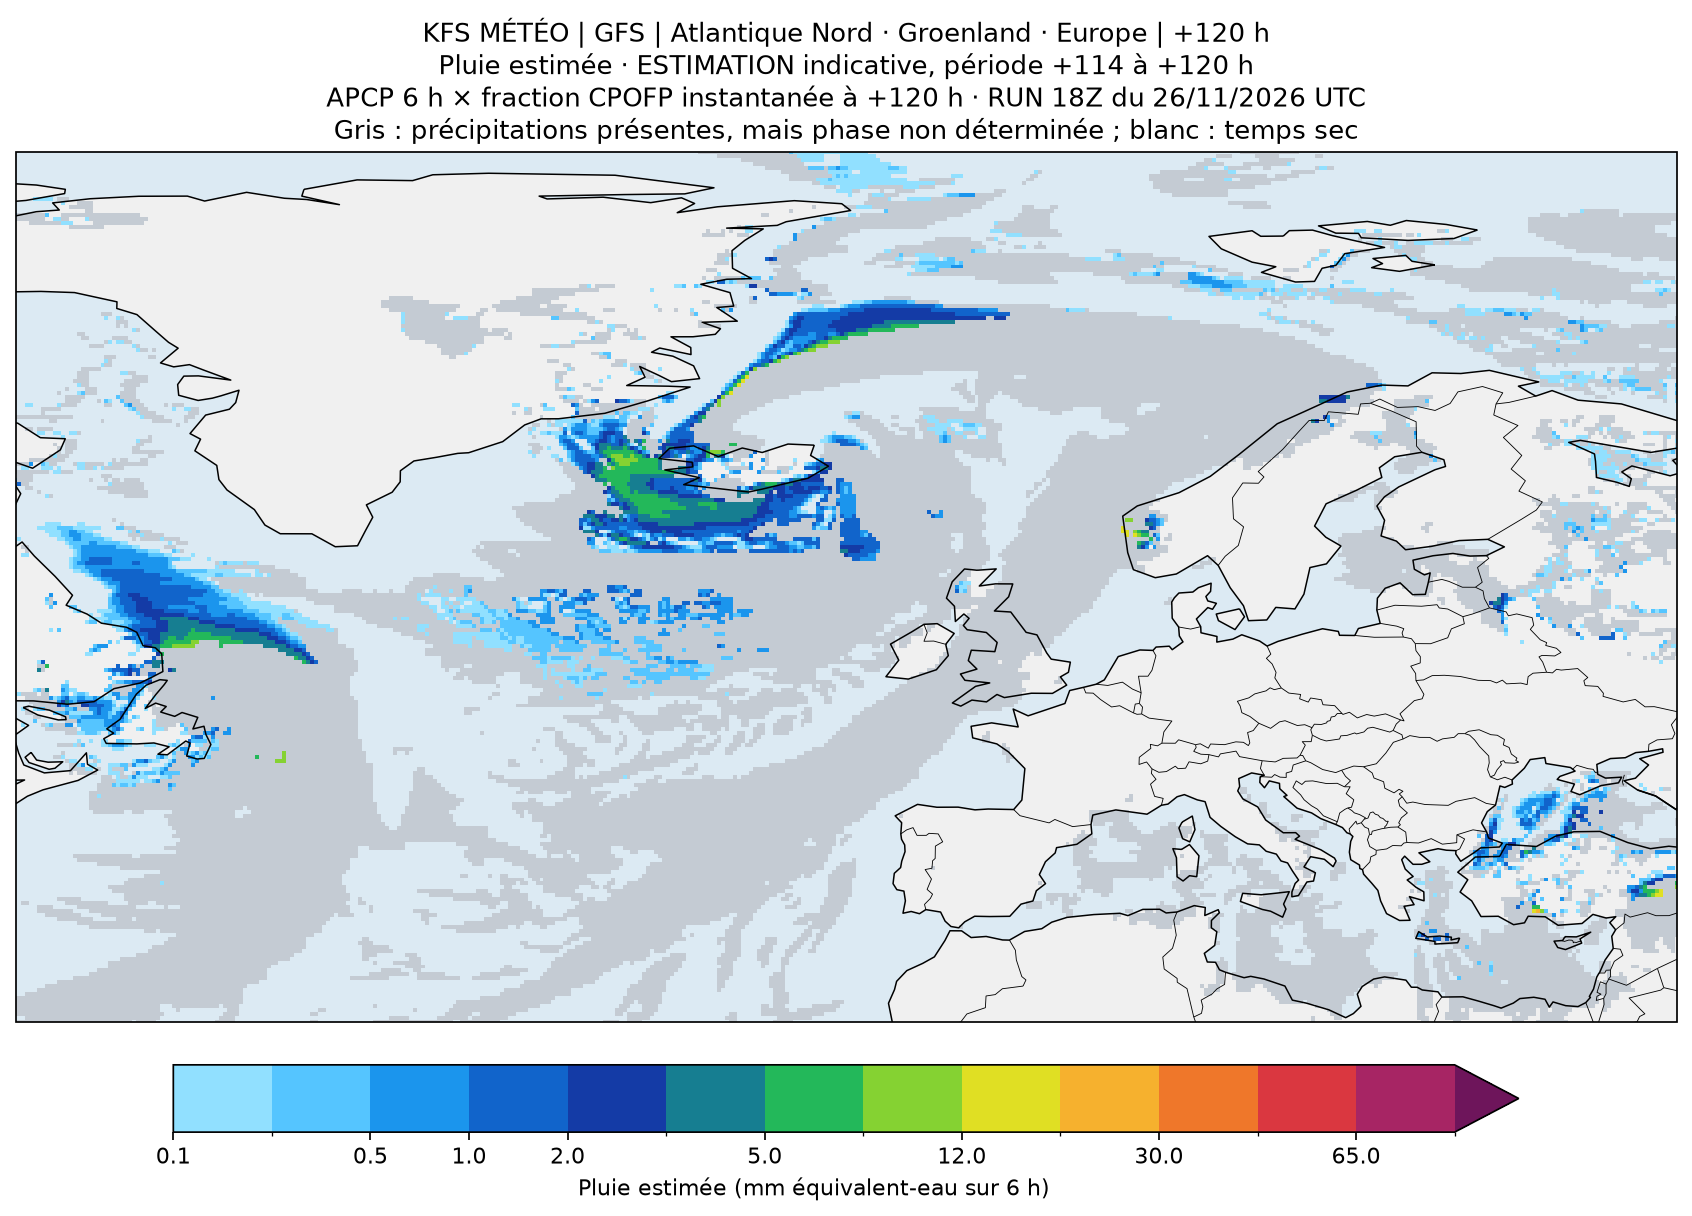 KFS MÉTÉO | GFS | Atlantique Nord · Groenland · Europe | +120 h
Pluie estimée · ESTIMATION indicative, période +114 à +120 h
APCP 6 h × fraction CPOFP instantanée à +120 h · RUN 18Z du 26/11/2026 UTC
Gris : précipitations présentes, mais phase non déterminée ; blanc : temps sec
0.1 0.5 1.0 2.0 5.0 12.0 30.0 65.0
Pluie estimée (mm équivalent-eau sur 6 h)